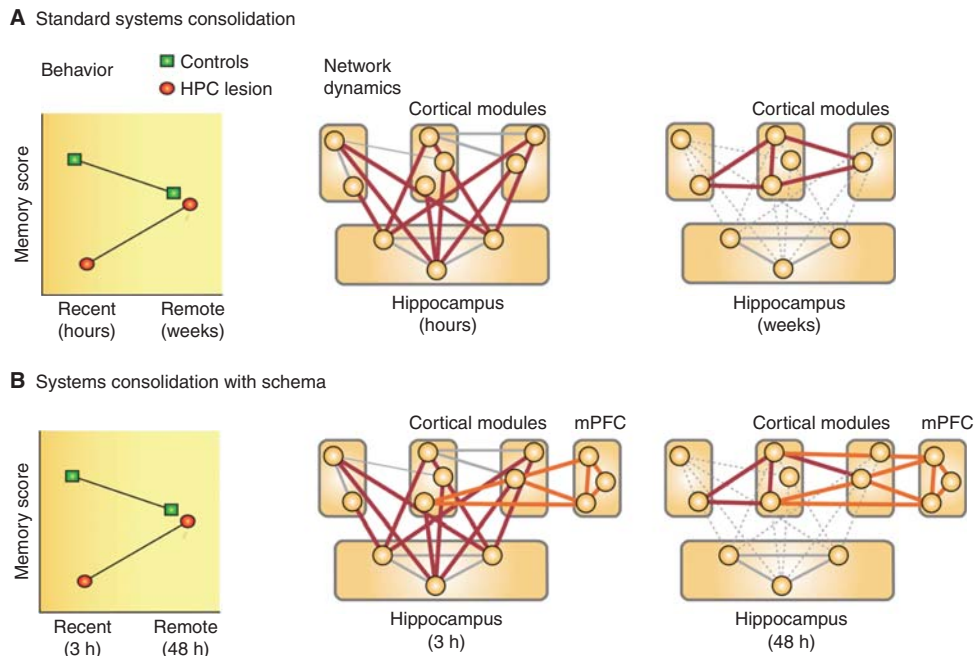 A Standard systems consolidation
Behavior
Controls
HPC lesion
Memory score
Recent
(hours)
Remote
(weeks)
Network
dynamics
Cortical modules
Hippocampus
(hours)
Cortical modules
Hippocampus
(weeks)
B Systems consolidation with schema
Memory score
Recent
(3 h)
Remote
(48 h)
Cortical modules
mPFC
Hippocampus
(3 h)
Cortical modules
mPFC
Hippocampus
(48 h)